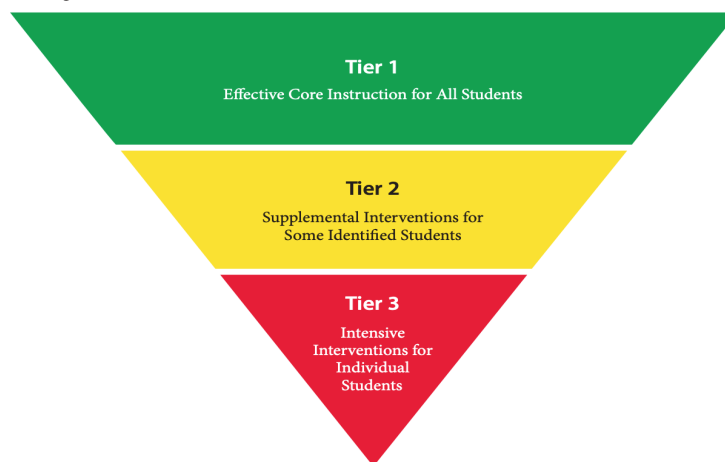 Tier 1
Effective Core Instruction for All Students
Tier 2
Supplemental Interventions for
Some Identified Students
Tier 3
Intensive
Interventions for
Individual
Students